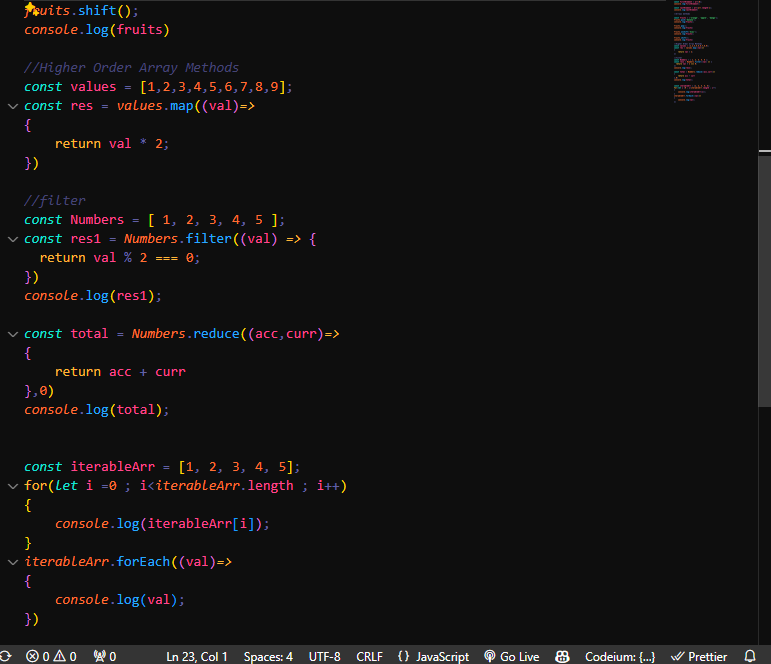 fruits.shift();
console.log(fruits)
//Higher Order Array Methods
const values = [1,2,3,4,5,6,7,8,9];
const res = values.map((val)=>
{
    return val * 2;
})
//filter
const Numbers = [ 1, 2, 3, 4, 5 ];
const res1 = Numbers.filter((val) => {
  return val % 2 === 0;
})
console.log(res1);
const total = Numbers.reduce((acc,curr)=>
{
    return acc + curr
},0)
console.log(total);
const iterableArr = [1, 2, 3, 4, 5];
for(let i =0 ; i<iterableArr.length ; i++)
{
    console.log(iterableArr[i]);
}
iterableArr.forEach((val)=>
{
    console.log(val);
})
0 0 0 Ln 23, Col 1 Spaces: 4 UTF-8 CRLF {} JavaScript Go Live Codeium: {...} Prettier